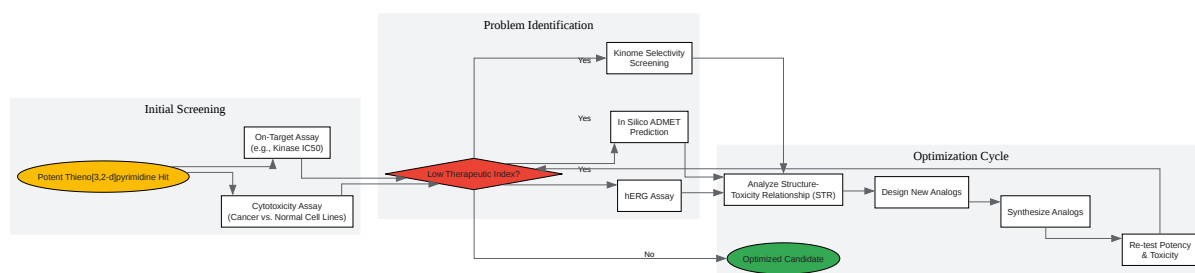 Initial Screening
Potent Thieno[3,2-d]pyrimidine Hit
On-Target Assay
(e.g., Kinase IC50)
Cytotoxicity Assay
(Cancer vs. Normal Cell Lines)
Problem Identification
Low Therapeutic Index?
Yes
Kinome Selectivity
Screening
Yes
In Silico ADMET
Prediction
Yes
hERG Assay
No
Optimization Cycle
Analyze Structure-
Toxicity Relationship (STR)
Design New Analogs
Synthesize Analogs
Re-test Potency
& Toxicity
Optimized Candidate